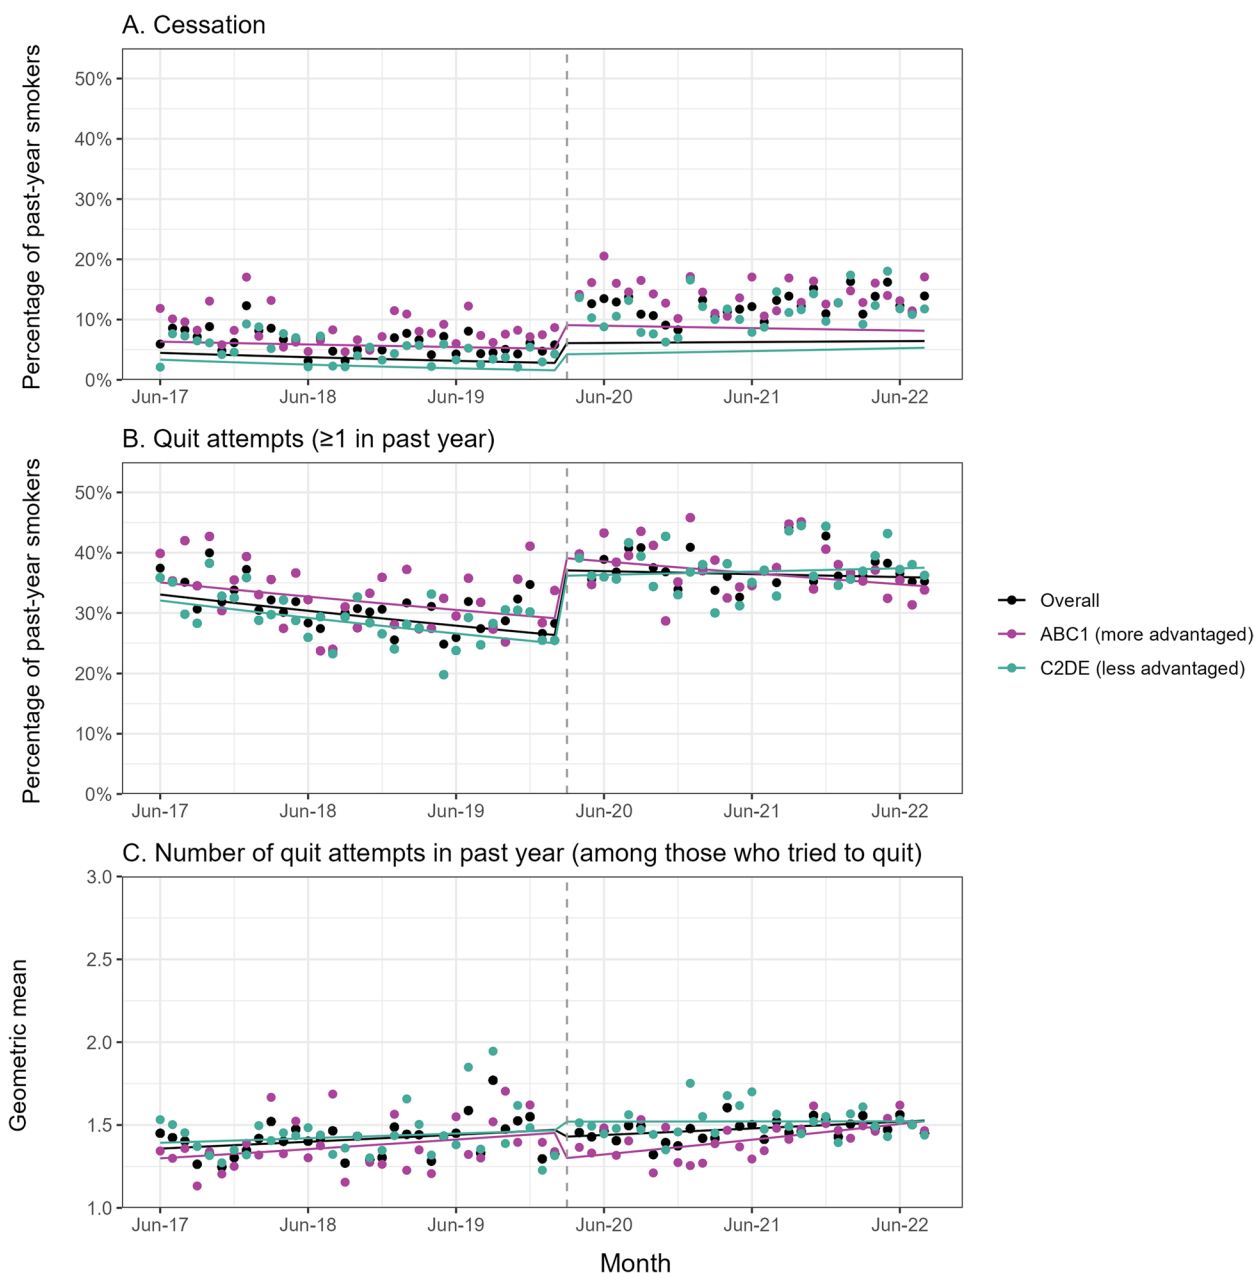 A. Cessation
Percentage of past-year smokers
50%
40%
30%
20%
10%
0%
Jun-17 Jun-18 Jun-19 Jun-20 Jun-21 Jun-22
B. Quit attempts (≥1 in past year)
Percentage of past-year smokers
50%
40%
30%
20%
10%
0%
Jun-17 Jun-18 Jun-19 Jun-20 Jun-21 Jun-22
Overall
ABC1 (more advantaged)
C2DE (less advantaged)
C. Number of quit attempts in past year (among those who tried to quit)
Geometric mean
3.0
2.5
2.0
1.5
1.0
Jun-17 Jun-18 Jun-19 Jun-20 Jun-21 Jun-22
Month